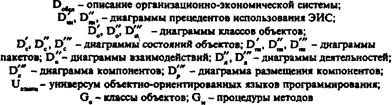 - описание организационно-экономической системы;
- диаграммы прецедентов использования ЭИС;
- диаграммы классов объектов;
- диаграммы состояний объектов; - диаграммы
пакетов; - диаграммы взаимодействий; - диаграммы деятельностей;
- диаграмма компонентов; - диаграмма размещения компонентов;
- универсум объектно-ориентированных языков программирования;
- классы объектов; - процедуры методов